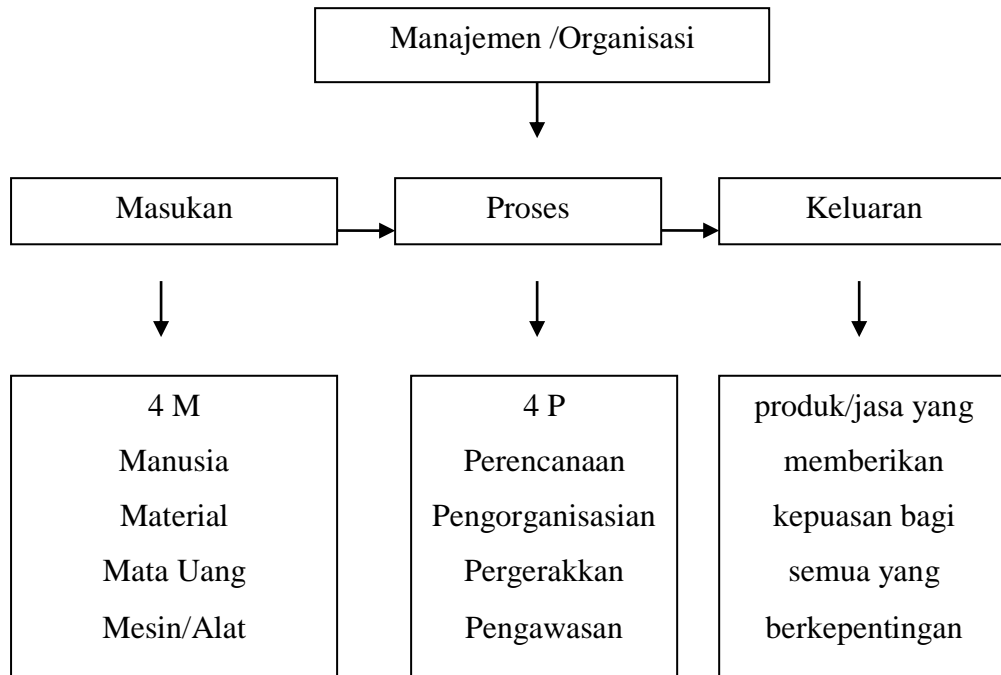 Manajemen /Organisasi
Masukan
Proses
Keluaran
4 M
Manusia
Material
Mata Uang
Mesin/Alat
4 P
Perencanaan
Pengorganisasian
Pergerakkan
Pengawasan
produk/jasa yang
memberikan
kepuasan bagi
semua yang
berkepentingan